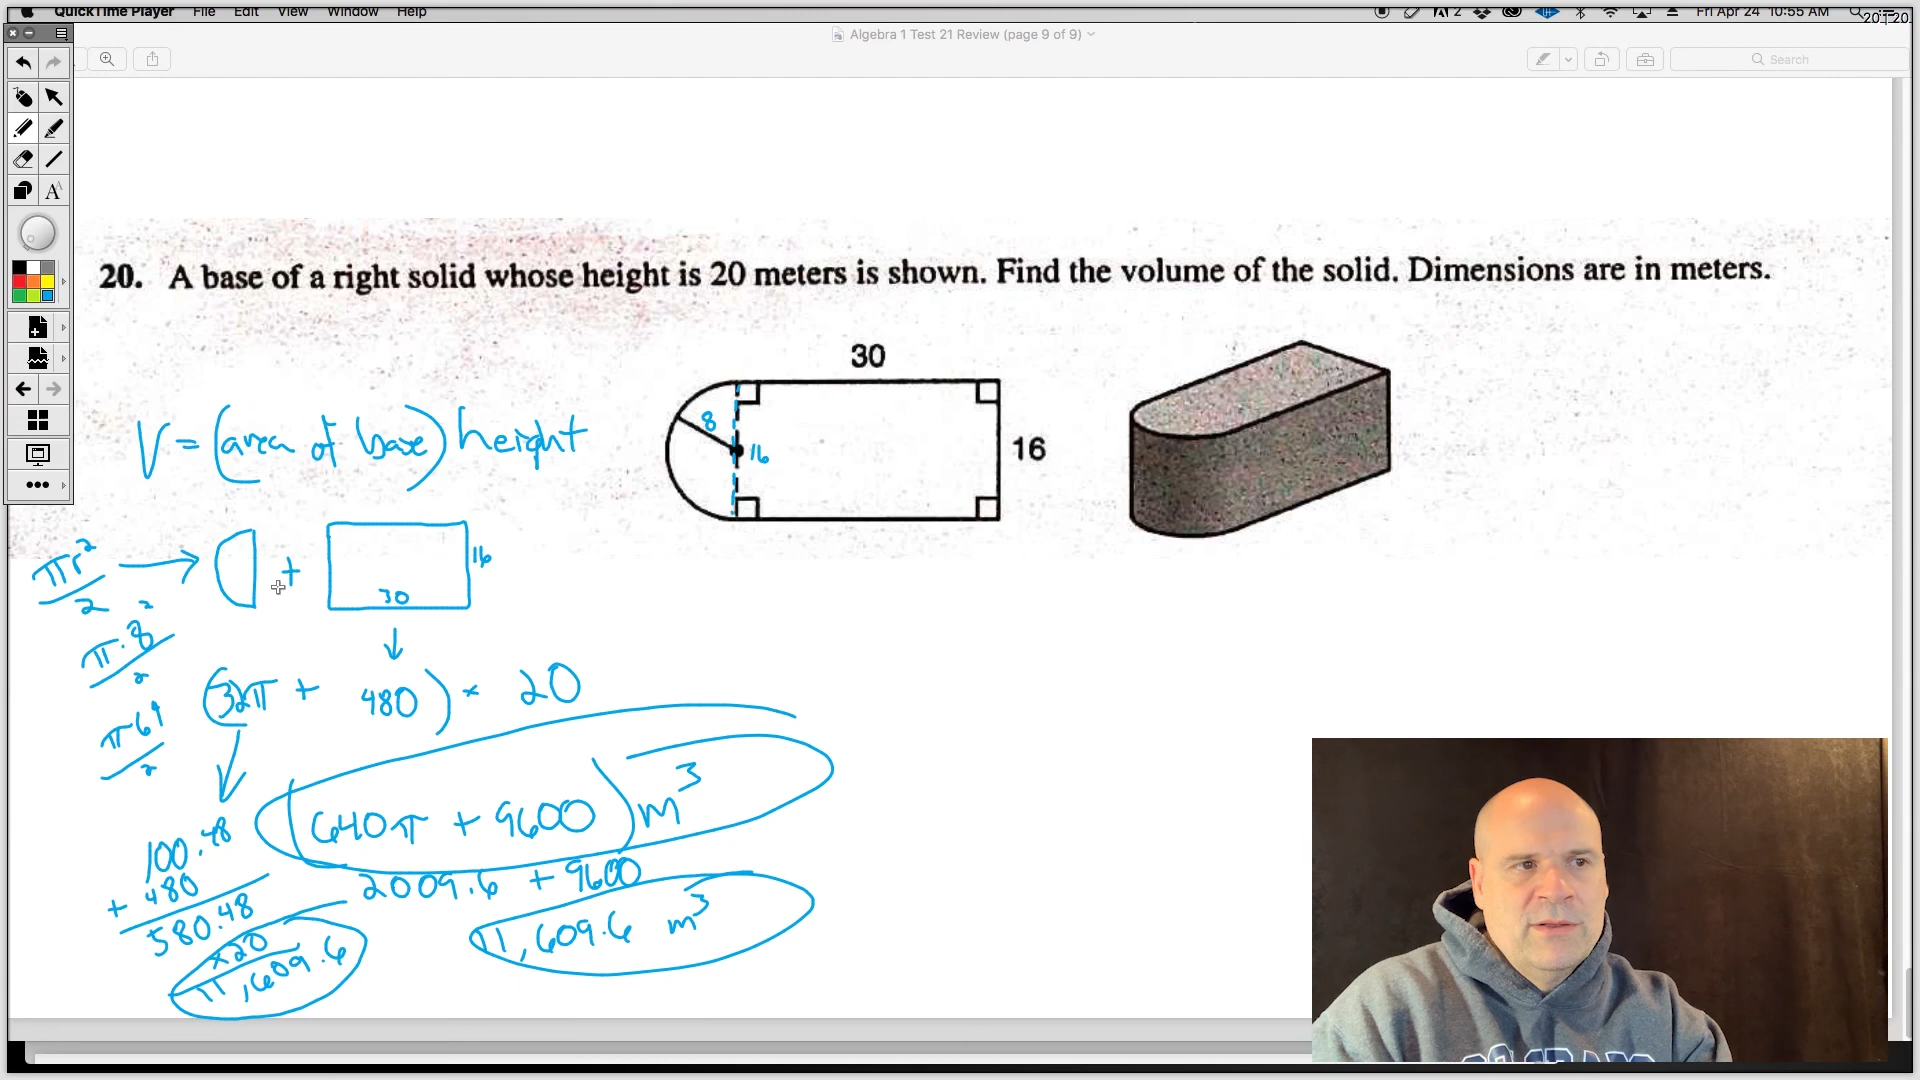 QuickTime Player File Edit View Window Help
2 Fri Apr 24 10:55 AM
20|20
Algebra 1 Test 21 Review (page 9 of 9)
Search
20. A base of a right solid whose height is 20 meters is shown. Find the volume of the solid. Dimensions are in meters.
30
8
16
16
V = (area of base) height
πr²/2 → + 16
30
π·8²/2
(32π + 480) × 20
π64/2
(640π + 9600) m³
100.48
+ 480
2009.6 + 9600
580.48
11,609.6 m³
×20
11,609.6